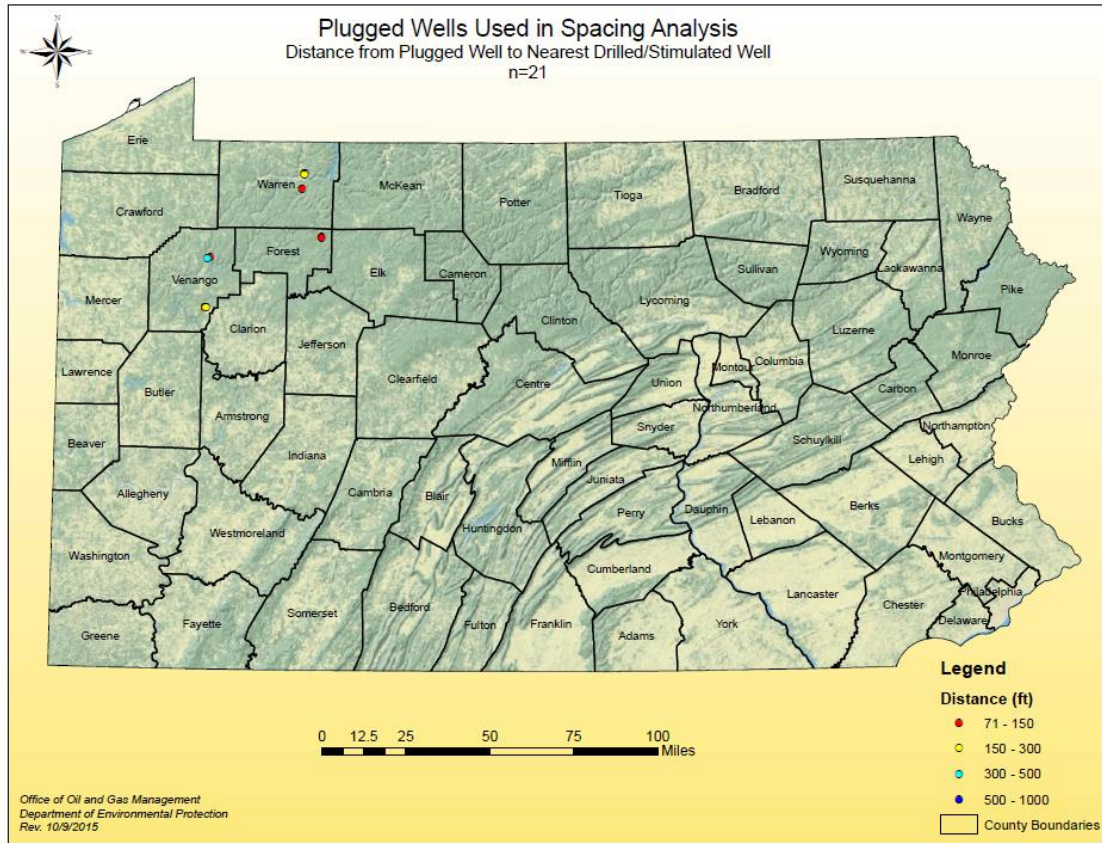 Plugged Wells Used in Spacing Analysis
Distance from Plugged Well to Nearest Drilled/Stimulated Well
n=21
N
W
E
S
Erie
Warren
McKean
Potter
Tioga
Bradford
Susquehanna
Wayne
Crawford
Forest
Wyoming
Lackawanna
Venango
Elk
Cameron
Sullivan
Pike
Mercer
Lycoming
Clinton
Luzerne
Clarion
Jefferson
Monroe
Lawrence
Butler
Clearfield
Centre
Union
Montour
Columbia
Carbon
Armstrong
Northumberland
Northampton
Beaver
Snyder
Schuylkill
Indiana
Mifflin
Lehigh
Allegheny
Cambria
Blair
Juniata
Huntingdon
Perry
Dauphin
Lebanon
Berks
Bucks
Westmoreland
Washington
Montgomery
Cumberland
Philadelphia
Lancaster
Chester
Delaware
Somerset
Bedford
Fulton
Franklin
Adams
York
Fayette
Greene
Legend
Distance (ft)
71 - 150
150 - 300
300 - 500
500 - 1000
County Boundaries
0 12.5 25 50 75 100
Miles
Office of Oil and Gas Management
Department of Environmental Protection
Rev. 10/9/2015